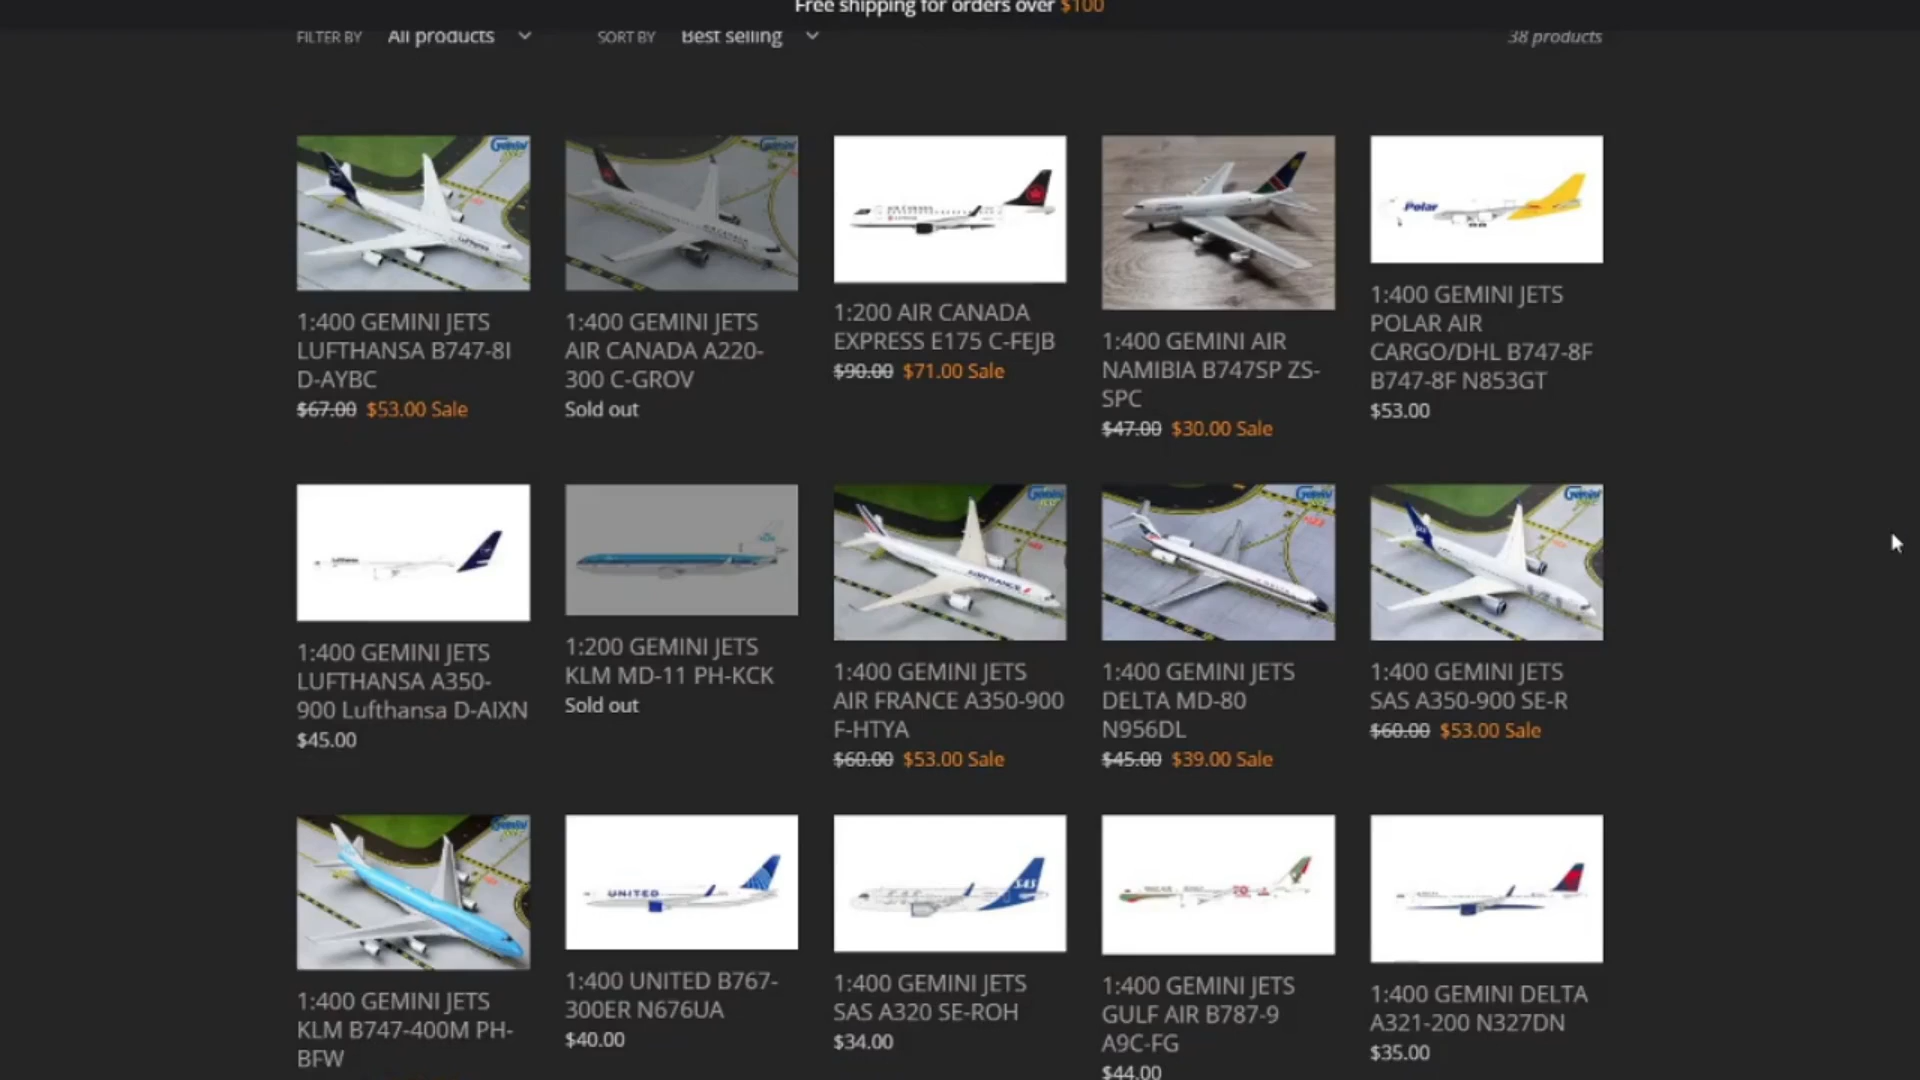 Free shipping for orders over $100
FILTER BY All products SORT BY Best selling 38 products
1:400 GEMINI JETS
LUFTHANSA B747-8I
D-AYBC
$67.00 $53.00 Sale
1:400 GEMINI JETS
AIR CANADA A220-
300 C-GROV
Sold out
1:200 AIR CANADA
EXPRESS E175 C-FEJB
$90.00 $71.00 Sale
1:400 GEMINI AIR
NAMIBIA B747SP ZS-
SPC
$47.00 $30.00 Sale
Polar
1:400 GEMINI JETS
POLAR AIR
CARGO/DHL B747-8F
B747-8F N853GT
$53.00
1:400 GEMINI JETS
LUFTHANSA A350-
900 Lufthansa D-AIXN
$45.00
1:200 GEMINI JETS
KLM MD-11 PH-KCK
Sold out
AIRFRANCE
1:400 GEMINI JETS
AIR FRANCE A350-900
F-HTYA
$60.00 $53.00 Sale
1:400 GEMINI JETS
DELTA MD-80
N956DL
$45.00 $39.00 Sale
1:400 GEMINI JETS
SAS A350-900 SE-R
$60.00 $53.00 Sale
1:400 GEMINI JETS
KLM B747-400M PH-
BFW
UNITED
1:400 UNITED B767-
300ER N676UA
$40.00
SAS
1:400 GEMINI JETS
SAS A320 SE-ROH
$34.00
1:400 GEMINI JETS
GULF AIR B787-9
A9C-FG
$44.00
1:400 GEMINI DELTA
A321-200 N327DN
$35.00